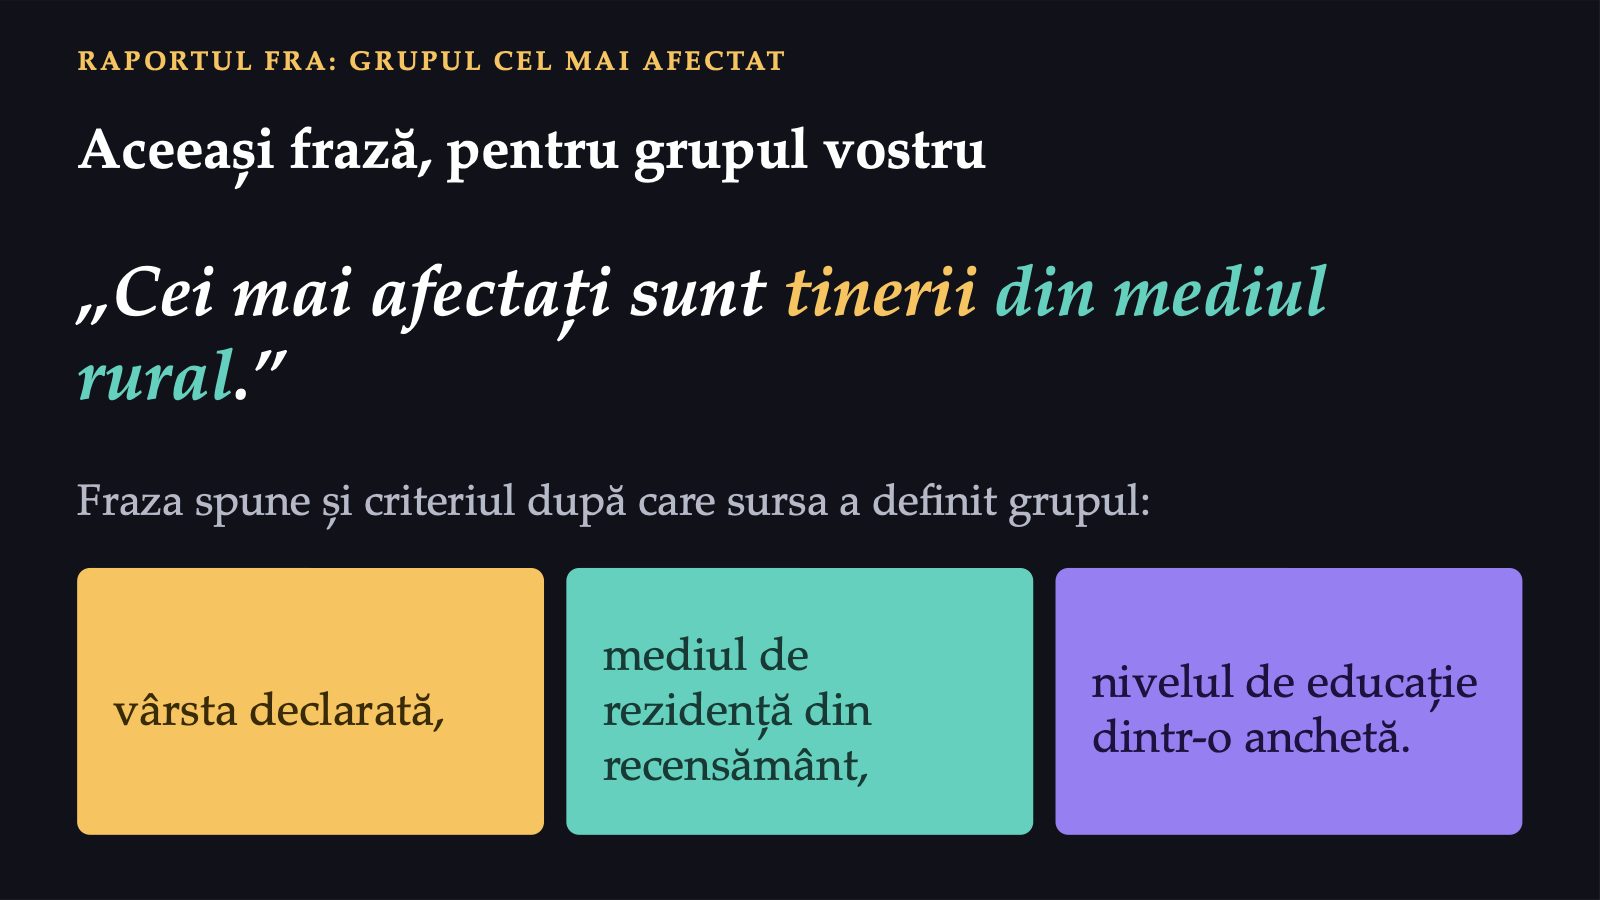 RAPORTUL FRA: GRUPUL CEL MAI AFECTAT
Aceeași frază, pentru grupul vostru
„Cei mai afectați sunt tinerii din mediul
rural.”
Fraza spune și criteriul după care sursa a definit grupul:
vârsta declarată,
mediul de
rezidență din
recensământ,
nivelul de educație
dintr-o anchetă.